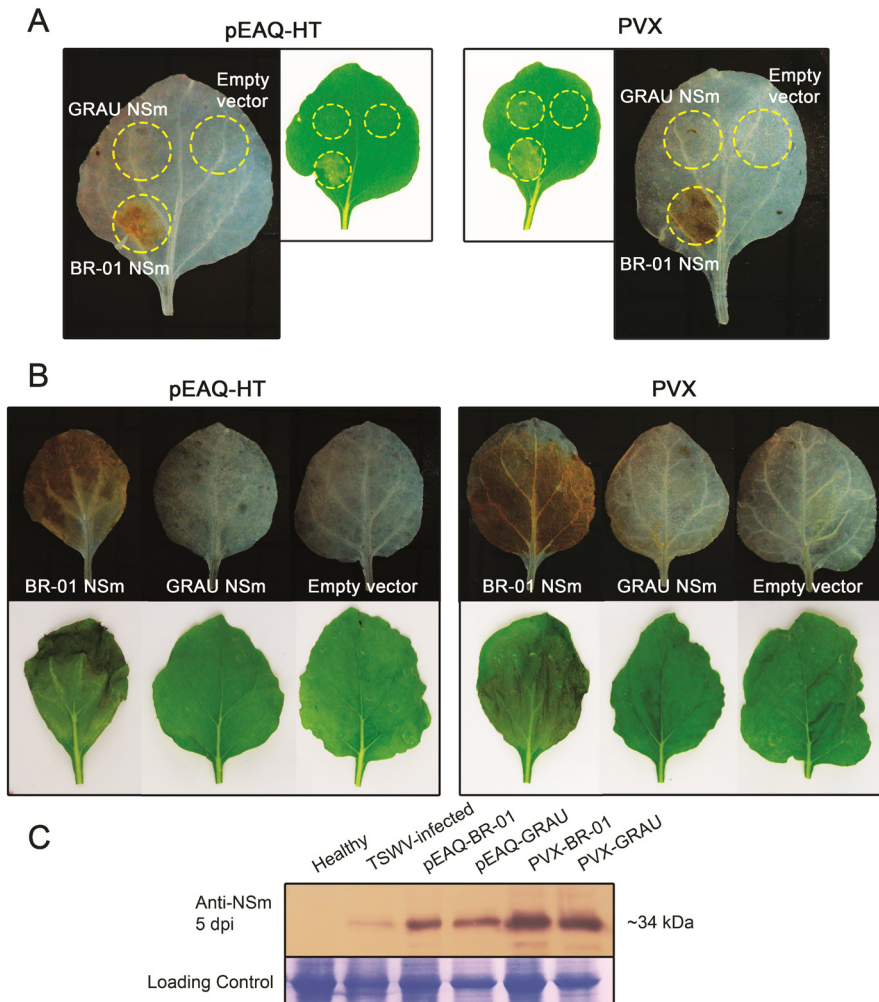 A
pEAQ-HT
PVX
GRAU NSm
Empty
vector
BR-01 NSm
GRAU NSm
Empty
vector
BR-01 NSm
B
pEAQ-HT
PVX
BR-01 NSm
GRAU NSm
Empty vector
BR-01 NSm
GRAU NSm
Empty vector
C
Healthy
TSWV-infected
pEAQ-BR-01
pEAQ-GRAU
PVX-BR-01
PVX-GRAU
Anti-NSm
5 dpi
~34 kDa
Loading Control